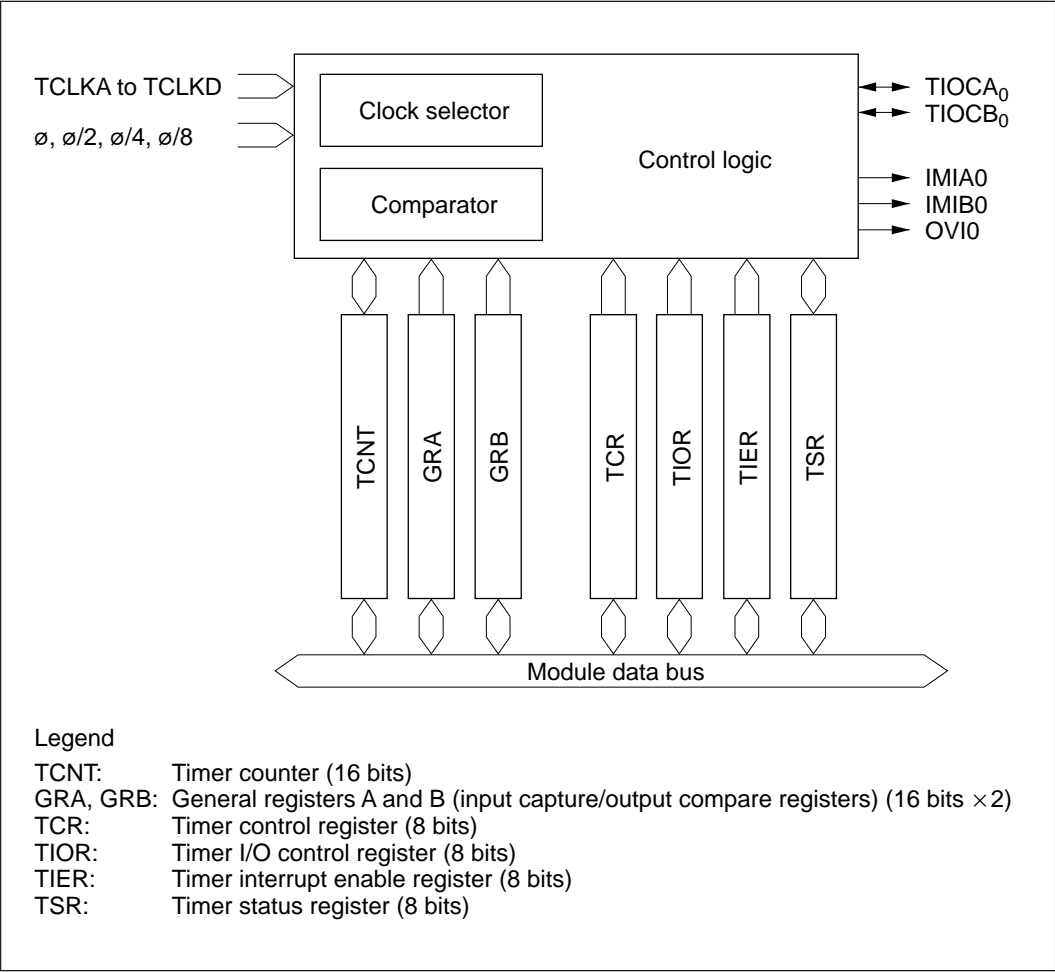 TCLKA to TCLKD
ø, ø/2, ø/4, ø/8
Clock selector
Comparator
Control logic
TIOCA0
TIOCB0
IMIA0
IMIB0
OVI0
TCNT
GRA
GRB
TCR
TIOR
TIER
TSR
Module data bus
Legend
TCNT: Timer counter (16 bits)
GRA, GRB: General registers A and B (input capture/output compare registers) (16 bits ×2)
TCR: Timer control register (8 bits)
TIOR: Timer I/O control register (8 bits)
TIER: Timer interrupt enable register (8 bits)
TSR: Timer status register (8 bits)